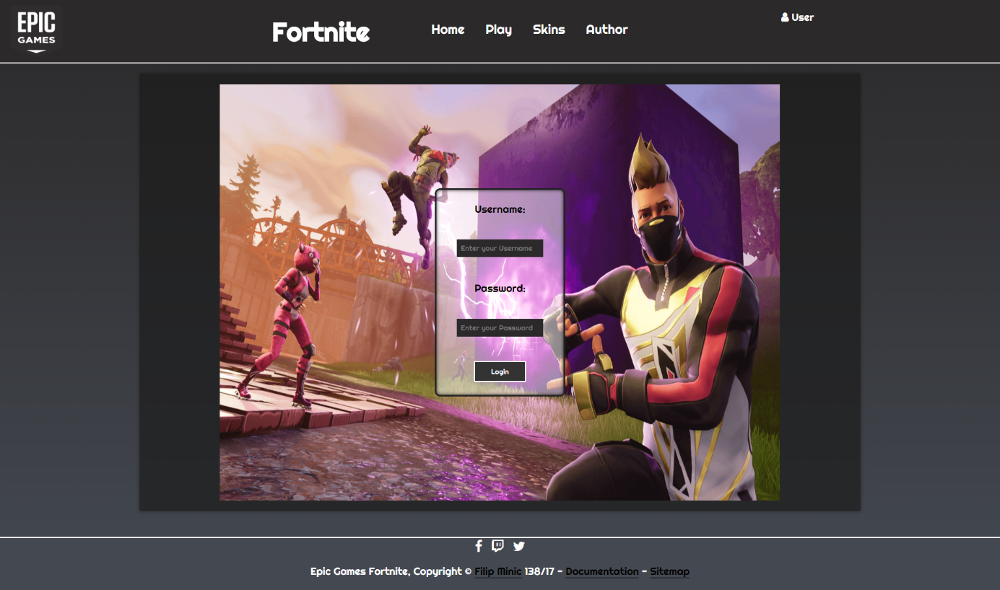 EPIC
GAMES
Fortnite
Home Play Skins Author
User
Username:
Enter your Username
Password:
Enter your Password
Login
Epic Games Fortnite, Copyright © Filip Minic 138/17 - Documentation - Sitemap